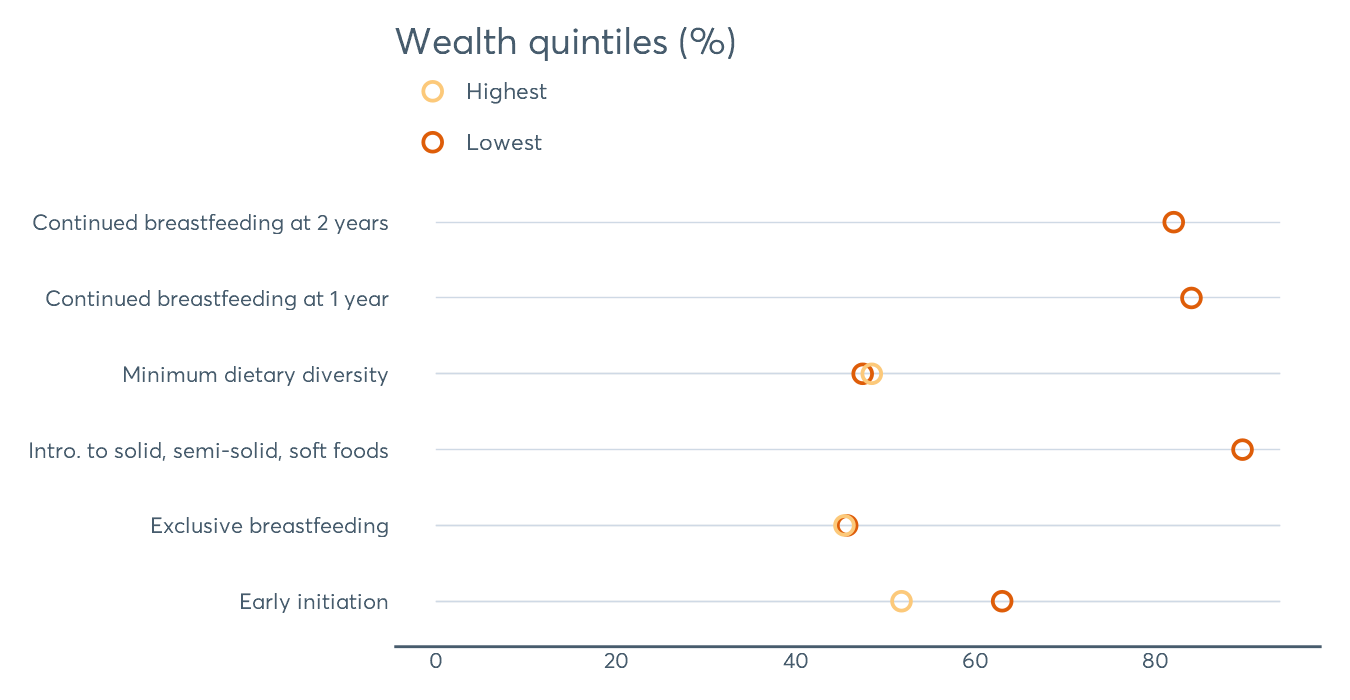 Wealth quintiles (%)
Highest
Lowest
Continued breastfeeding at 2 years
Continued breastfeeding at 1 year
Minimum dietary diversity
Intro. to solid, semi-solid, soft foods
Exclusive breastfeeding
Early initiation
0 20 40 60 80